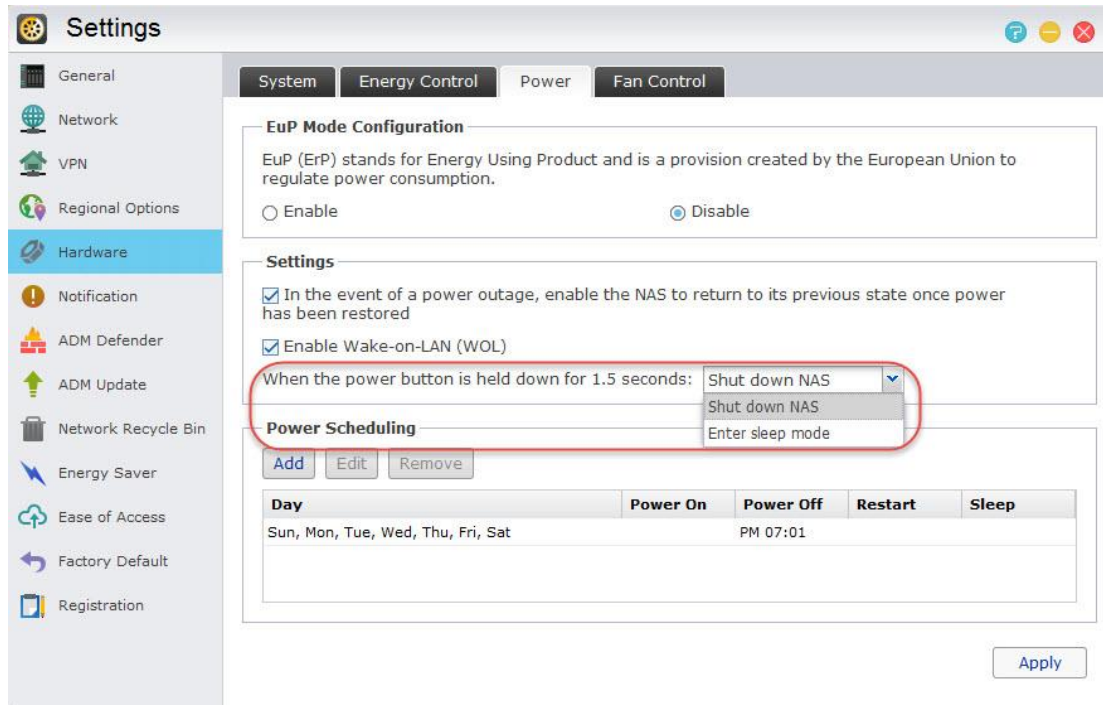 Settings
General
Network
VPN
Regional Options
Hardware
Notification
ADM Defender
ADM Update
Network Recycle Bin
Energy Saver
Ease of Access
Factory Default
Registration
System Energy Control Power Fan Control
EuP Mode Configuration
EuP (ErP) stands for Energy Using Product and is a provision created by the European Union to
regulate power consumption.
Enable Disable
Settings
In the event of a power outage, enable the NAS to return to its previous state once power
has been restored
Enable Wake-on-LAN (WOL)
When the power button is held down for 1.5 seconds: Shut down NAS
Shut down NAS
Enter sleep mode
Power Scheduling
Add Edit Remove
Day Power On Power Off Restart Sleep
Sun, Mon, Tue, Wed, Thu, Fri, Sat PM 07:01
Apply